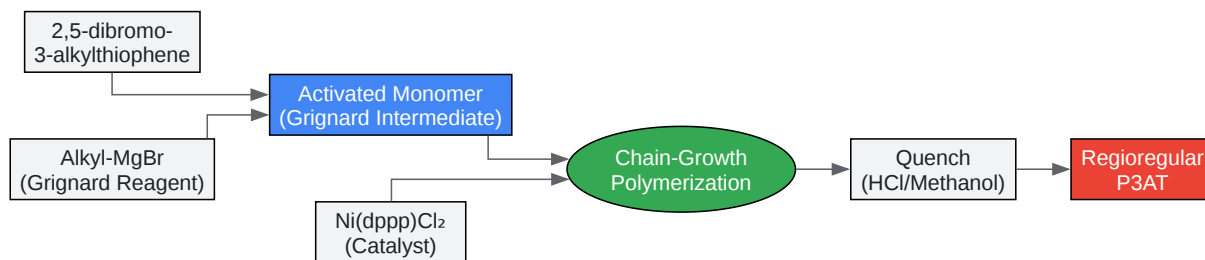 2,5-dibromo-
3-alkylthiophene
Alkyl-MgBr
(Grignard Reagent)
Activated Monomer
(Grignard Intermediate)
Ni(dppp)Cl₂
(Catalyst)
Chain-Growth
Polymerization
Quench
(HCl/Methanol)
Regioregular
P3AT